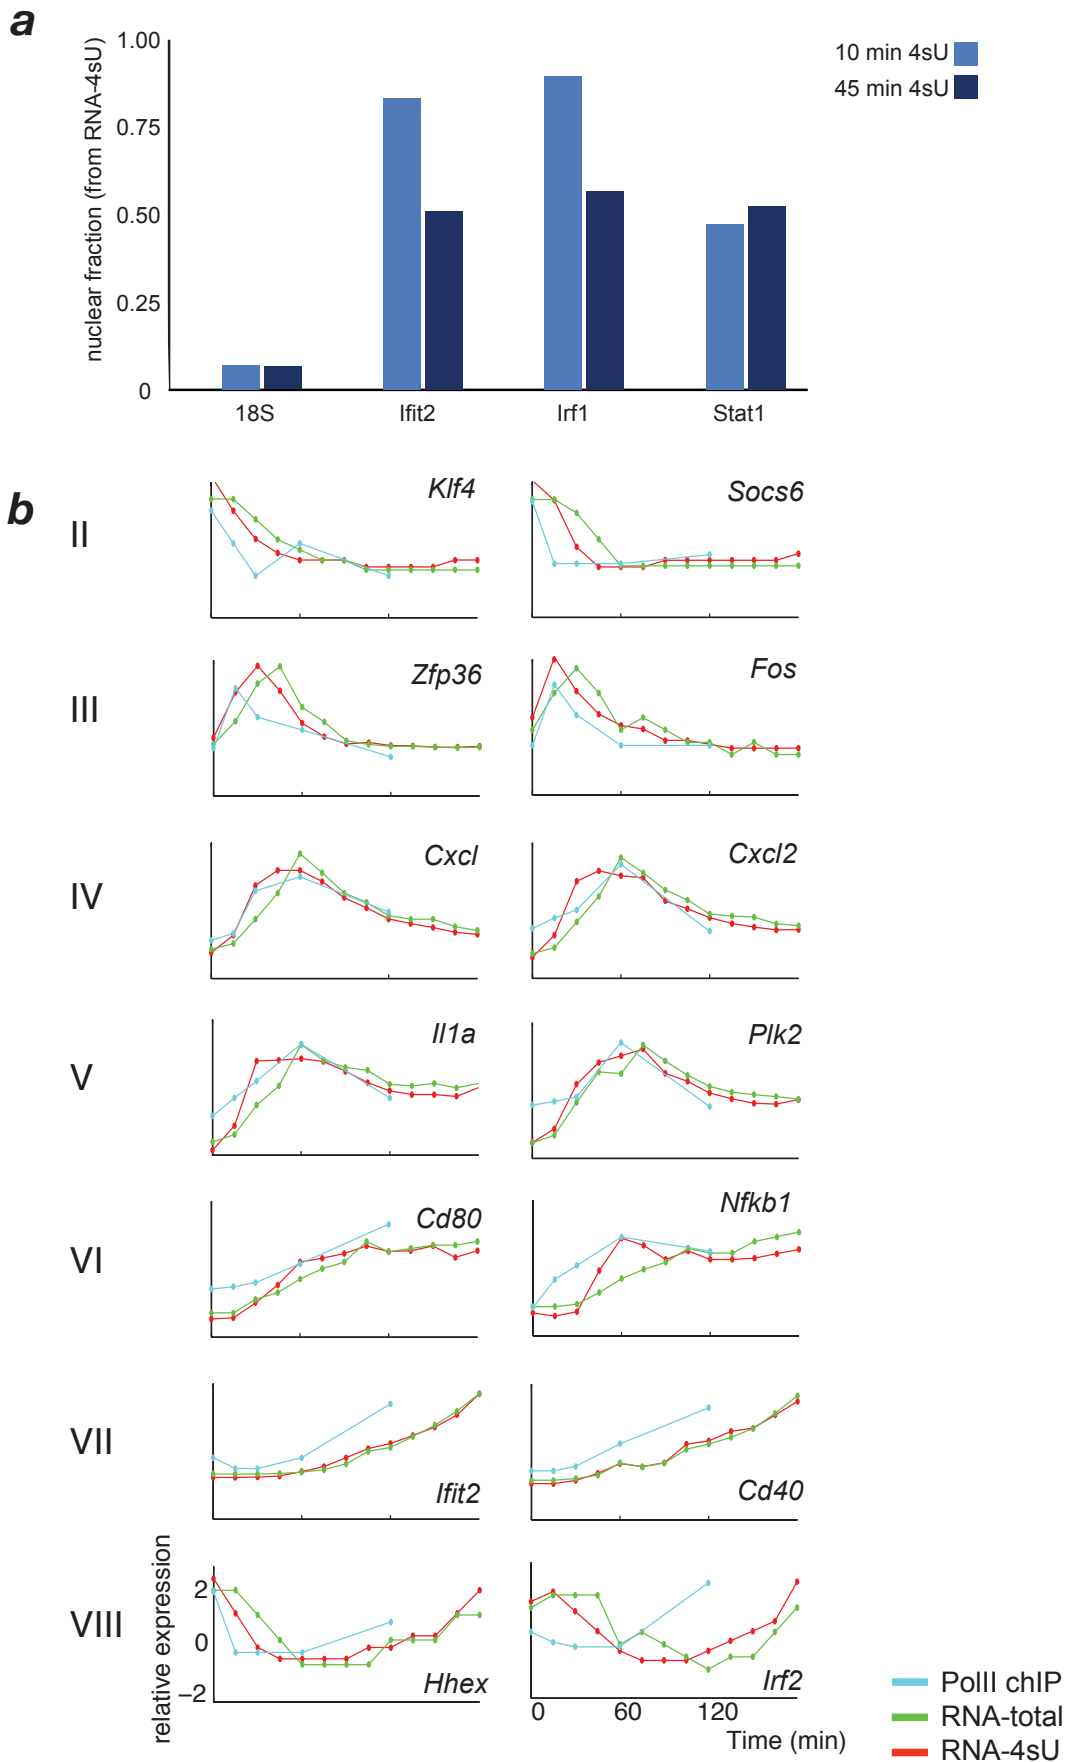 a
nuclear fraction (from RNA-4sU)
1.00
0.75
0.50
0.25
0
18S
Ifit2
Irf1
Stat1
10 min 4sU
45 min 4sU
b
II
Klf4
Socs6
III
Zfp36
Fos
IV
Cxcl
Cxcl2
V
Il1a
Plk2
VI
Cd80
Nfkb1
VII
Ifit2
Cd40
VIII
relative expression
2
0
−2
Hhex
Irf2
0 60 120
Time (min)
PolII chIP
RNA-total
RNA-4sU